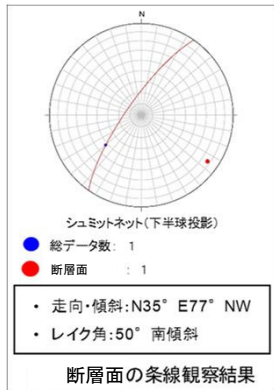 N
シュミットネット(下半球投影)
総データ数: 1
断層面 : 1
・ 走向・傾斜:N35°E77°NW
・ レイク角:50°南傾斜
断層面の条線観察結果